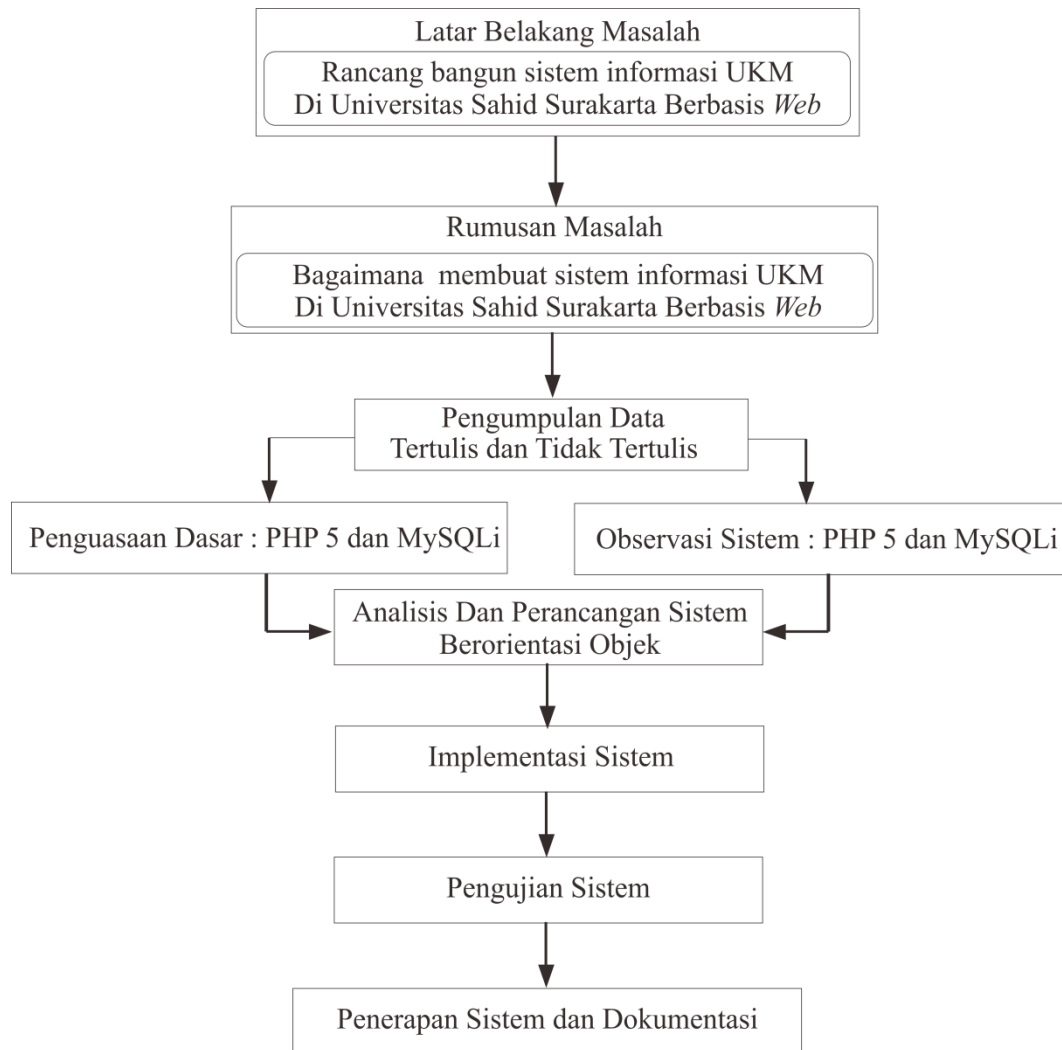 Latar Belakang Masalah
Rancang bangun sistem informasi UKM
Di Universitas Sahid Surakarta Berbasis Web
Rumusan Masalah
Bagaimana membuat sistem informasi UKM
Di Universitas Sahid Surakarta Berbasis Web
Pengumpulan Data
Tertulis dan Tidak Tertulis
Penguasaan Dasar : PHP 5 dan MySQLi
Observasi Sistem : PHP 5 dan MySQLi
Analisis Dan Perancangan Sistem
Berorientasi Objek
Implementasi Sistem
Pengujian Sistem
Penerapan Sistem dan Dokumentasi